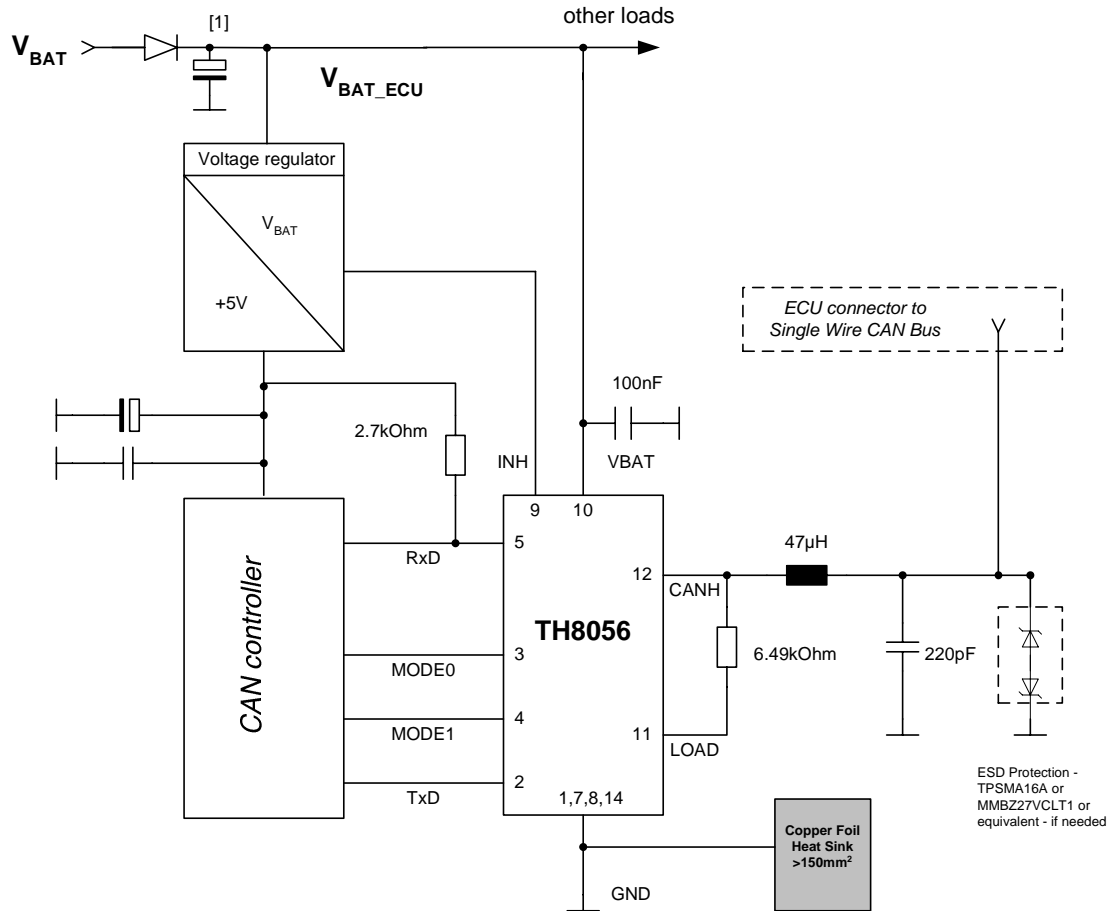 other loads
[1]
VBAT
VBAT_ECU
Voltage regulator
VBAT
+5V
ECU connector to
Single Wire CAN Bus
100nF
2.7kOhm
INH
VBAT
9
10
RxD
5
47µH
12
CANH
CAN controller
TH8056
6.49kOhm
220pF
MODE0
3
MODE1
4
11
LOAD
TxD
2
1,7,8,14
ESD Protection -
TPSMA16A or
MMBZ27VCLT1 or
equivalent - if needed
Copper Foil
Heat Sink
>150mm²
GND